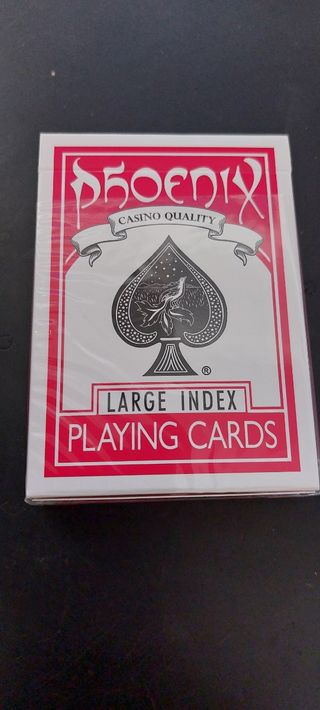 PHOENIX
CASINO QUALITY
®
LARGE INDEX
PLAYING CARDS